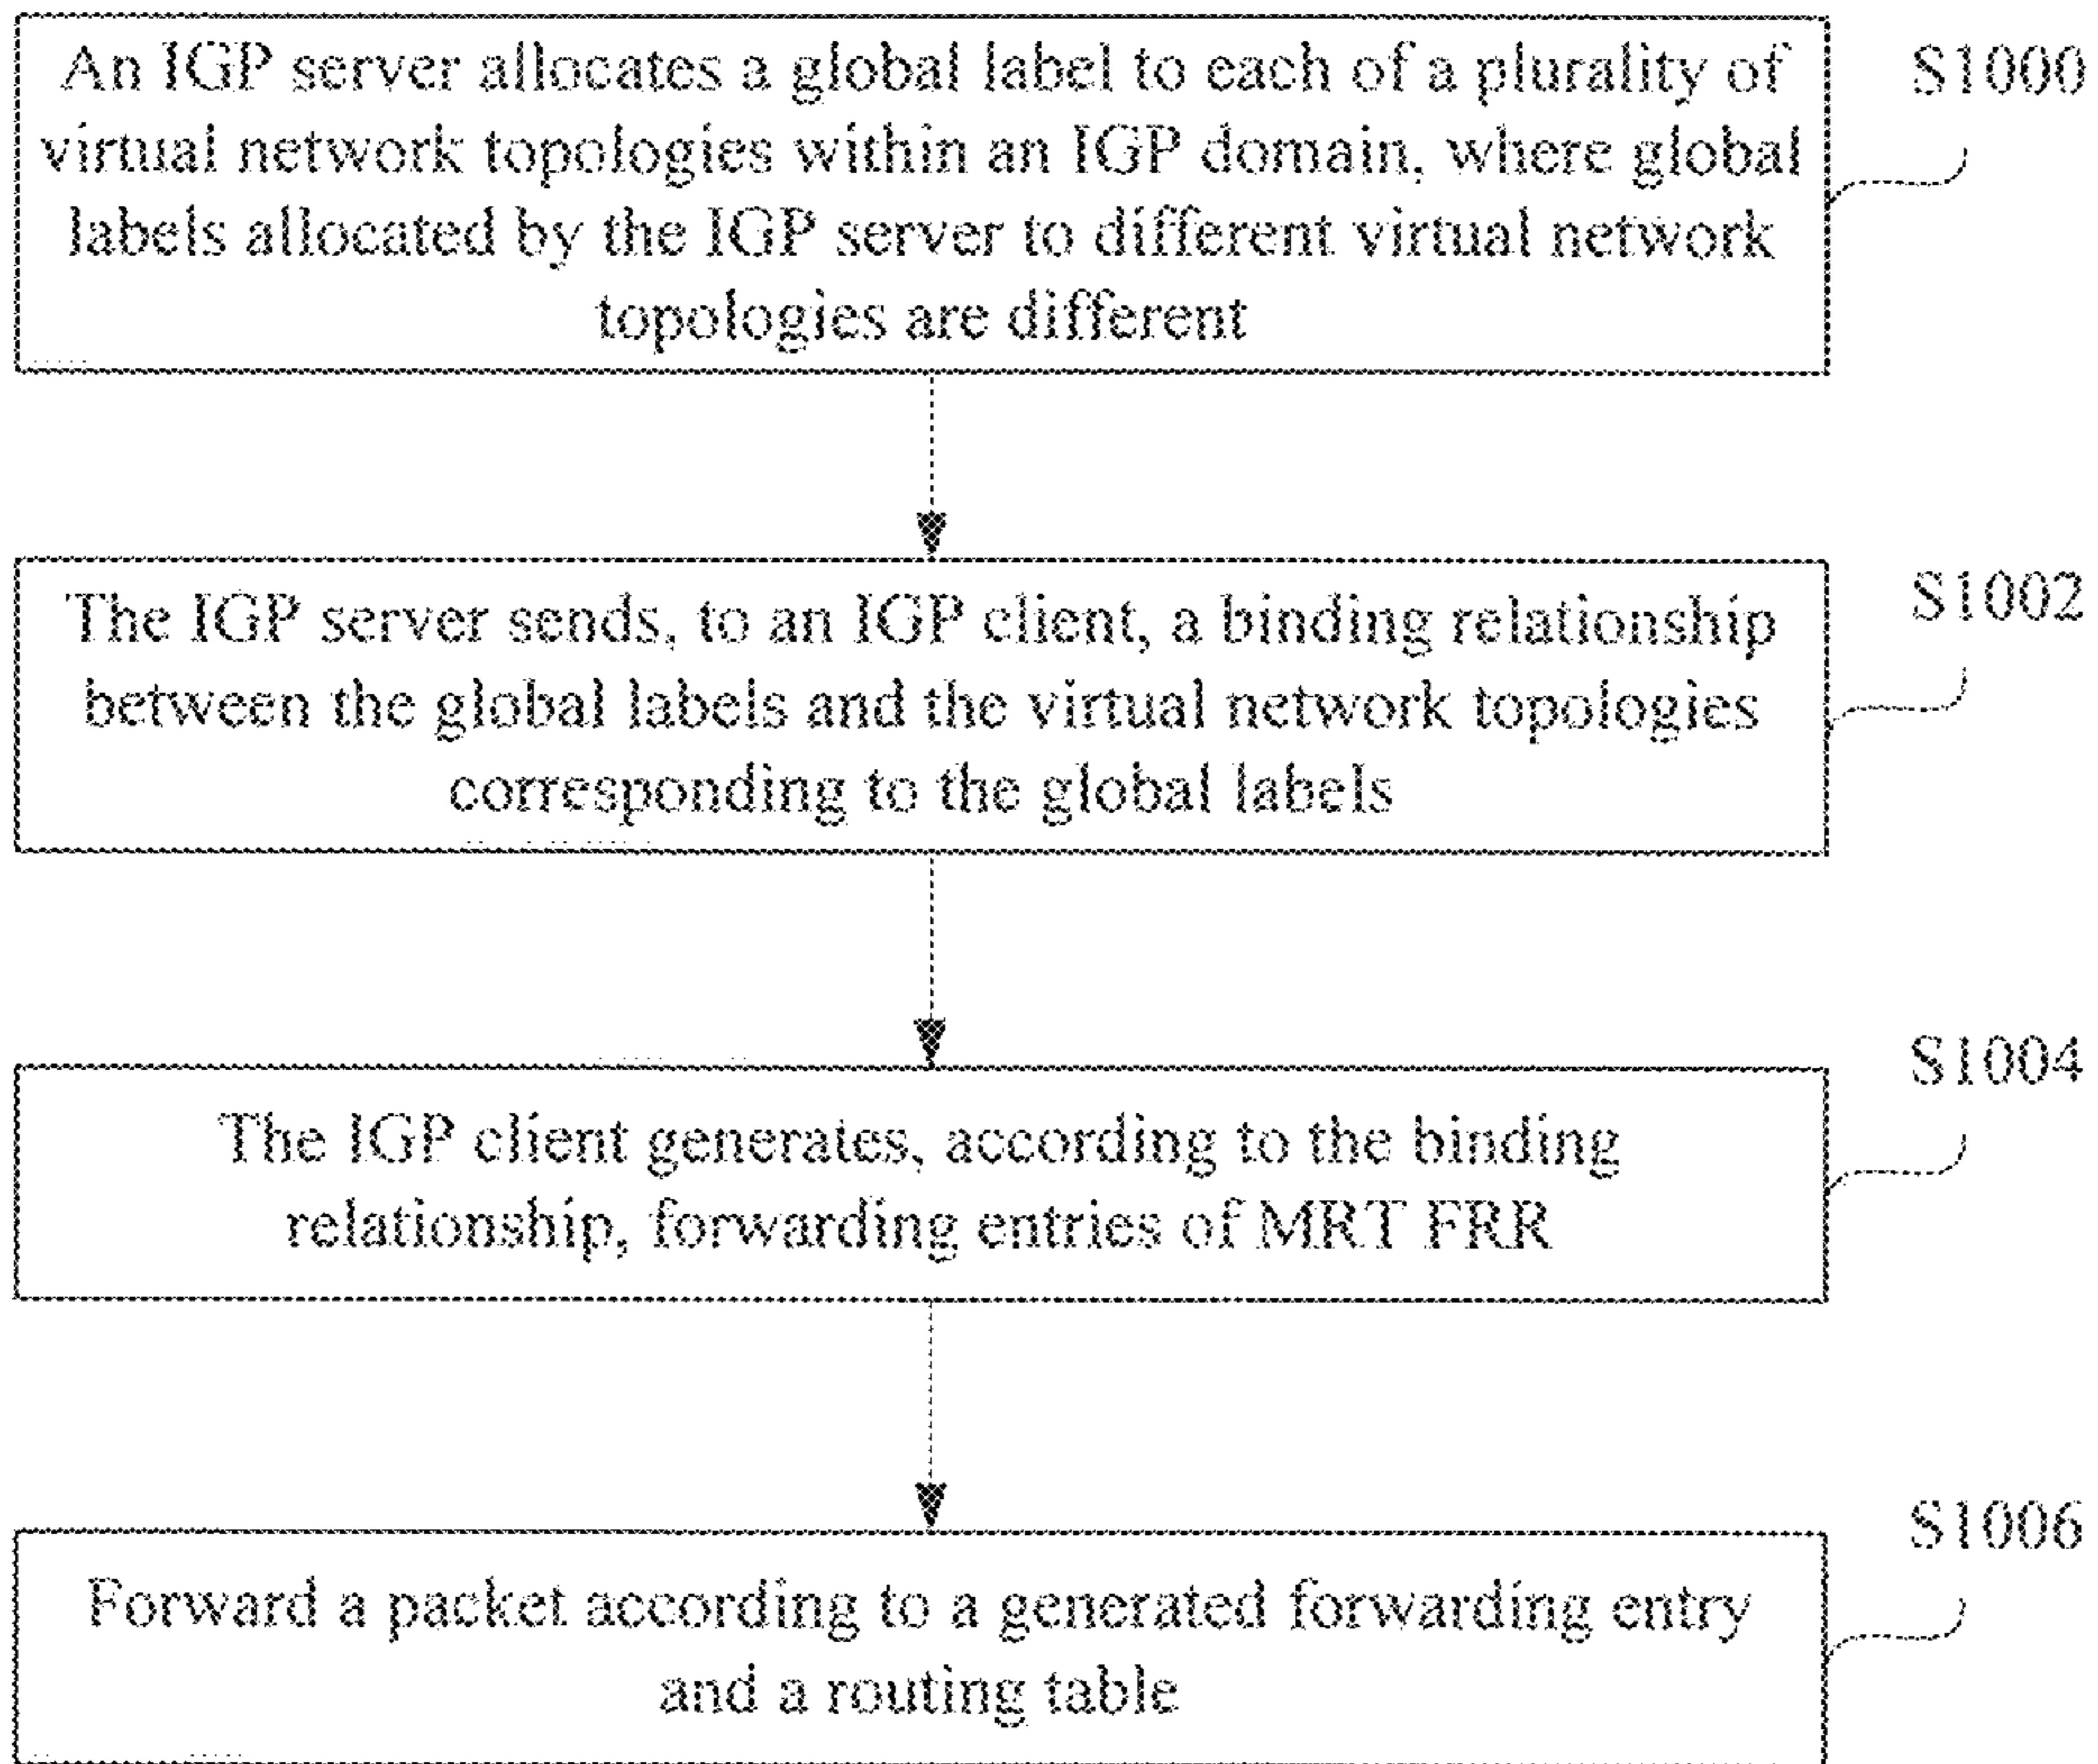 An IGP server allocates a global label to each of a plurality of
virtual network topologies within an IGP domain, where global
labels allocated by the IGP server to different virtual network
topologies are different
S1000
The IGP server sends, to an IGP client, a binding relationship
between the global labels and the virtual network topologies
corresponding to the global labels
S1002
The IGP client generates, according to the binding
relationship, forwarding entries of MRT FRR
S1004
Forward a packet according to a generated forwarding entry
and a routing table
S1006